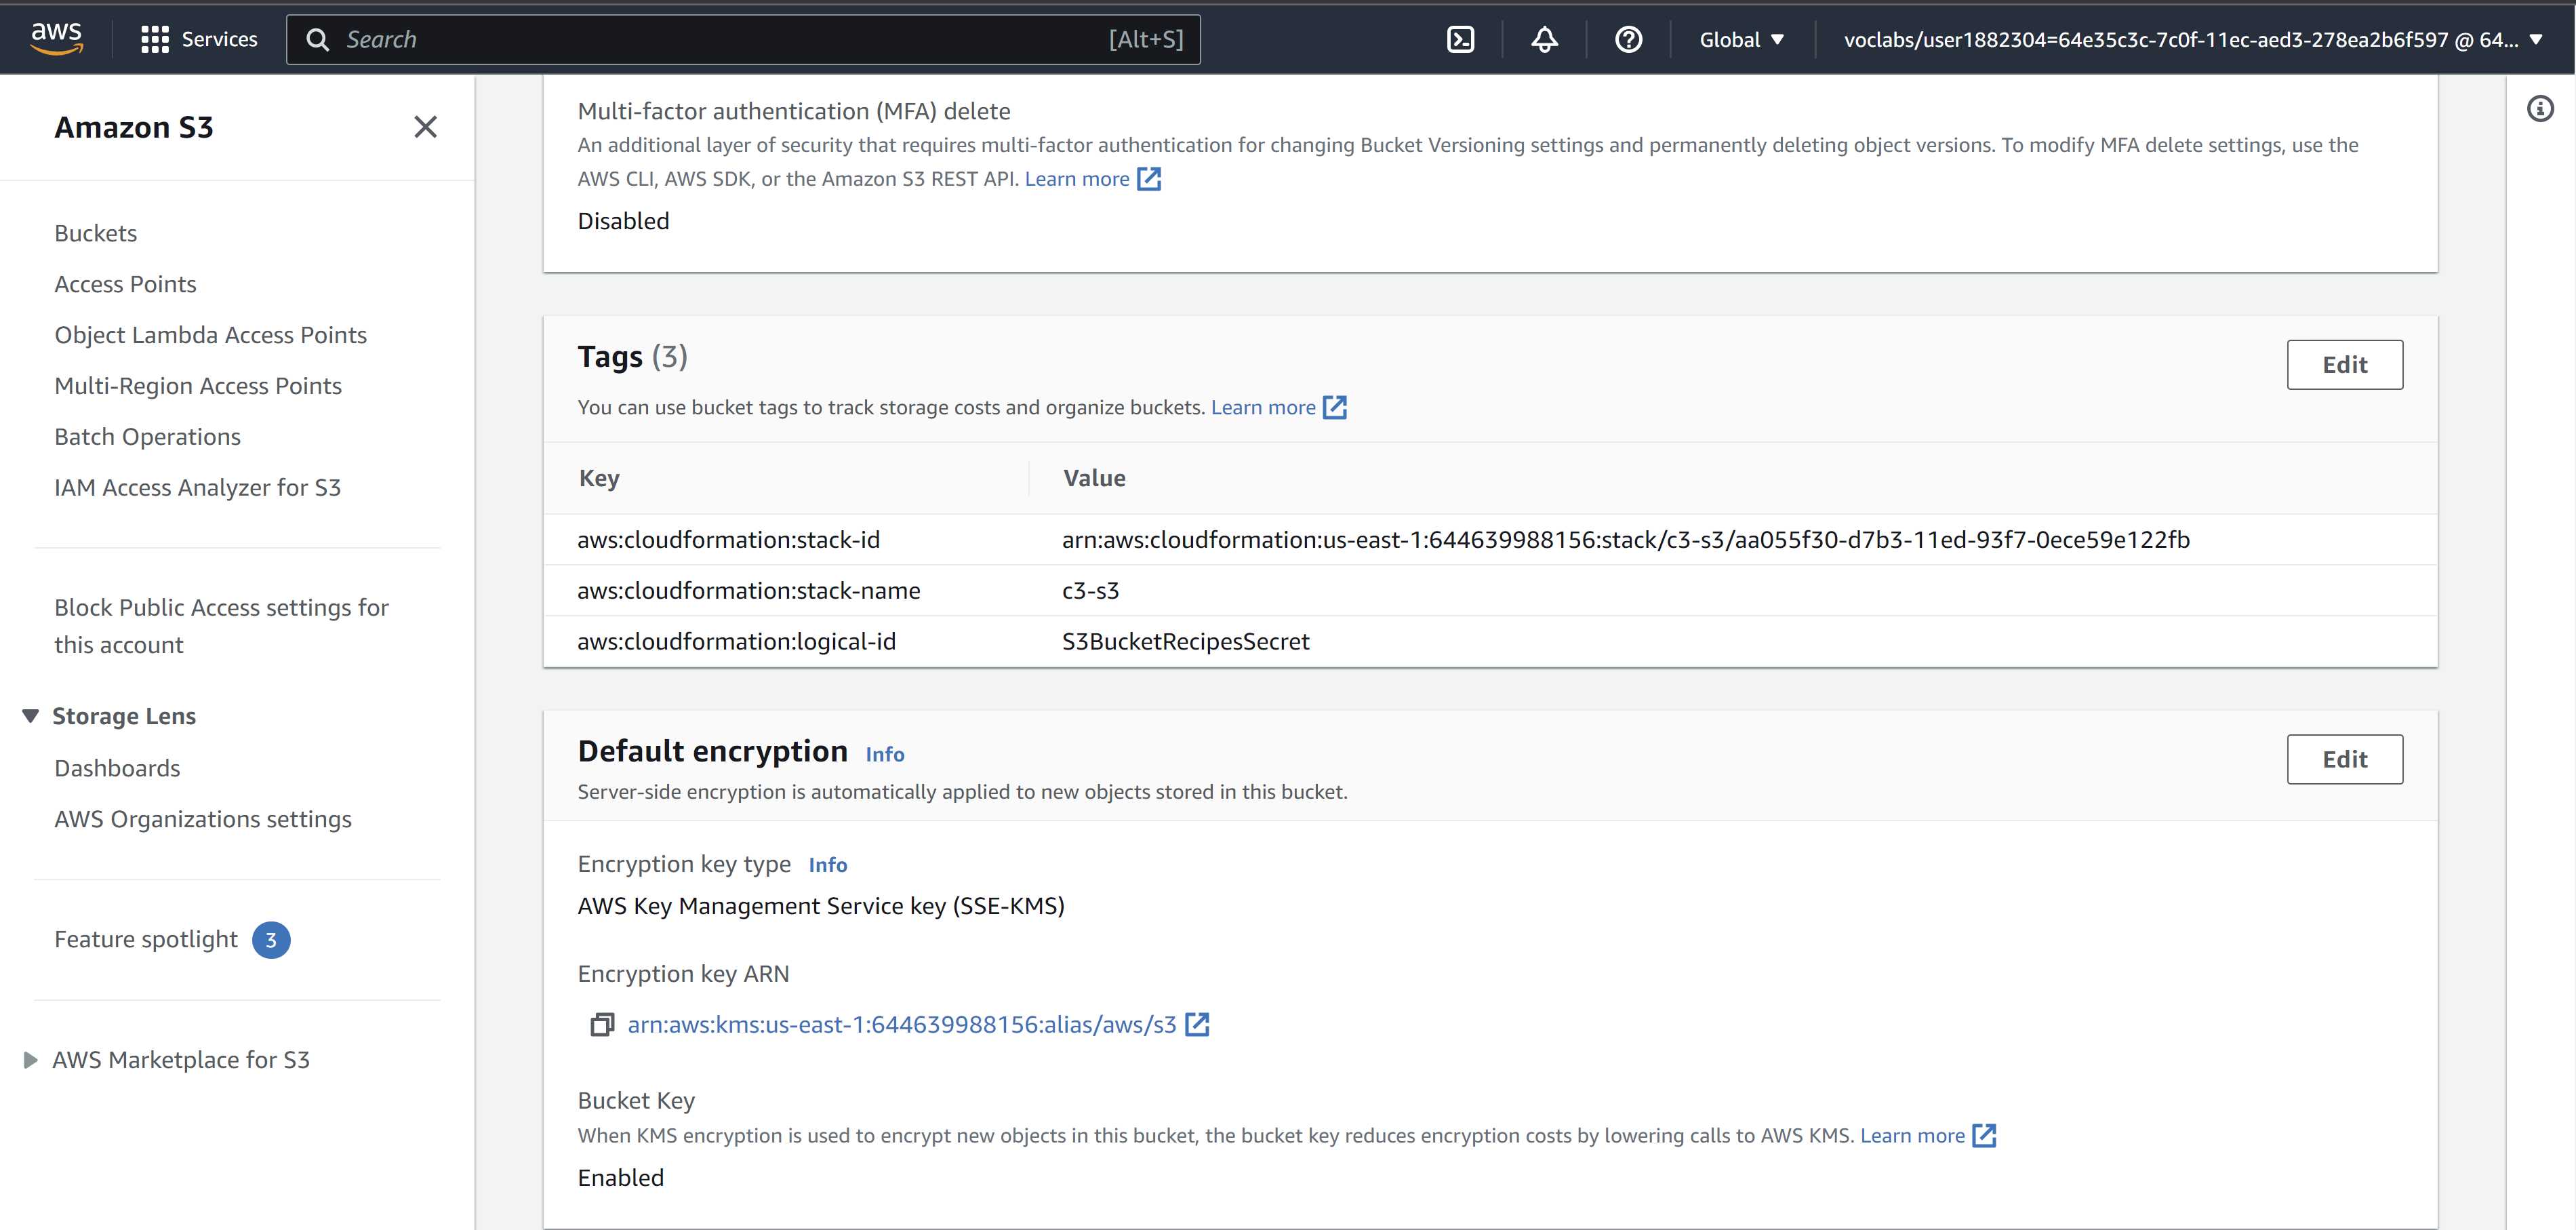 aws
Services
Search
[Alt+S]
Global
voclabs/user1882304=64e35c3c-7c0f-11ec-aed3-278ea2b6f597 @ 64...
Amazon S3
Buckets
Access Points
Object Lambda Access Points
Multi-Region Access Points
Batch Operations
IAM Access Analyzer for S3
Block Public Access settings for
this account
Storage Lens
Dashboards
AWS Organizations settings
Feature spotlight 3
AWS Marketplace for S3
Multi-factor authentication (MFA) delete
An additional layer of security that requires multi-factor authentication for changing Bucket Versioning settings and permanently deleting object versions. To modify MFA delete settings, use the
AWS CLI, AWS SDK, or the Amazon S3 REST API. Learn more
Disabled
Tags (3)
Edit
You can use bucket tags to track storage costs and organize buckets. Learn more
Key Value
aws:cloudformation:stack-id arn:aws:cloudformation:us-east-1:644639988156:stack/c3-s3/aa055f30-d7b3-11ed-93f7-0ece59e122fb
aws:cloudformation:stack-name c3-s3
aws:cloudformation:logical-id S3BucketRecipesSecret
Default encryption Info
Edit
Server-side encryption is automatically applied to new objects stored in this bucket.
Encryption key type Info
AWS Key Management Service key (SSE-KMS)
Encryption key ARN
arn:aws:kms:us-east-1:644639988156:alias/aws/s3
Bucket Key
When KMS encryption is used to encrypt new objects in this bucket, the bucket key reduces encryption costs by lowering calls to AWS KMS. Learn more
Enabled